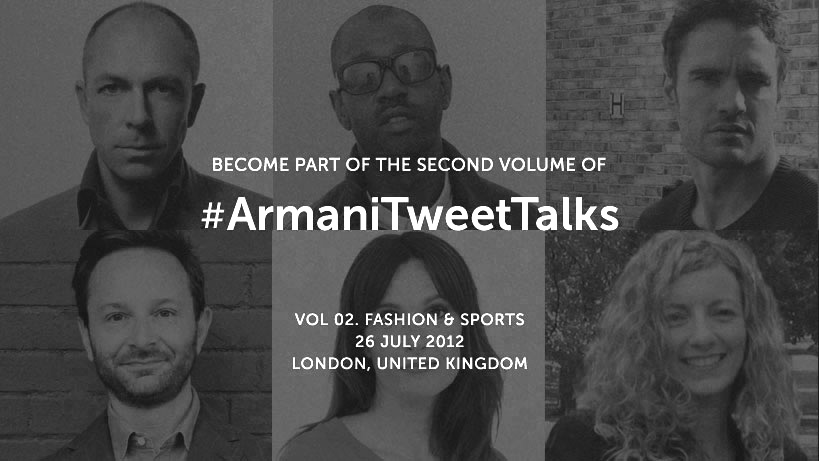 BECOME PART OF THE SECOND VOLUME OF
#ArmaniTweetTalks
VOL 02. FASHION & SPORTS
26 JULY 2012
LONDON, UNITED KINGDOM
H